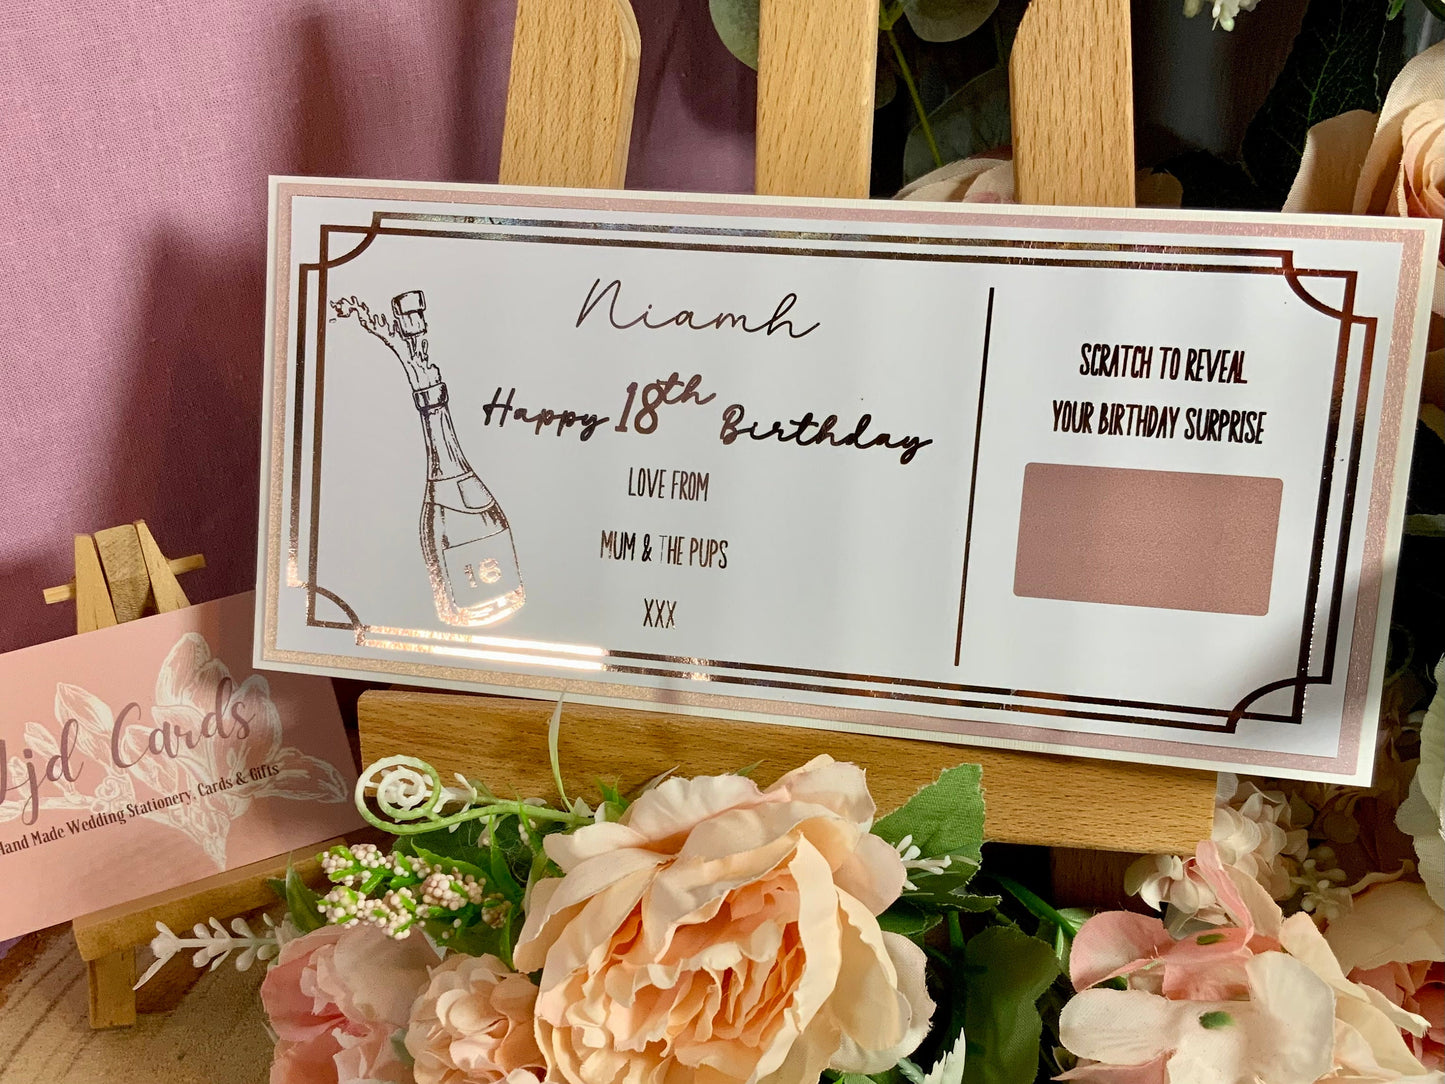 Niamh
Happy 18th Birthday
LOVE FROM
MUM & THE PUPS
XXX
18
SCRATCH TO REVEAL
YOUR BIRTHDAY SURPRISE
Cards
Hand Made Wedding Stationery, Cards & Gifts